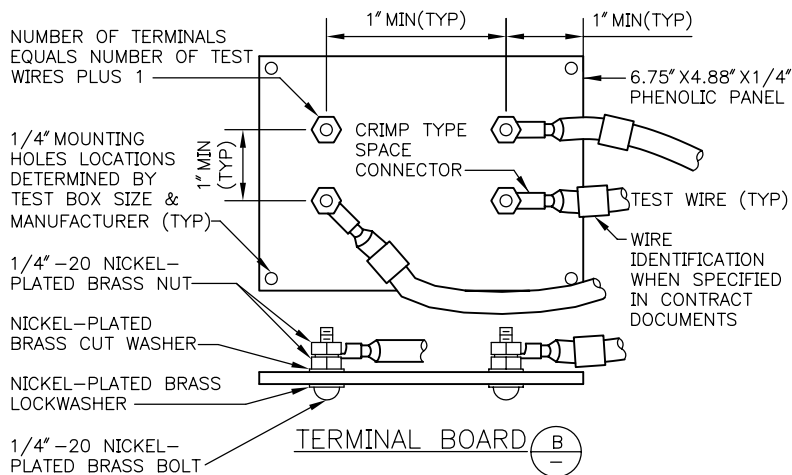 1" MIN(TYP)
1" MIN(TYP)
NUMBER OF TERMINALS
EQUALS NUMBER OF TEST
WIRES PLUS 1
6.75" X4.88" X1/4"
PHENOLIC PANEL
CRIMP TYPE
SPACE
CONNECTOR
1" MIN
(TYP)
1/4" MOUNTING
HOLES LOCATIONS
DETERMINED BY
TEST BOX SIZE &
MANUFACTURER (TYP)
TEST WIRE (TYP)
WIRE
IDENTIFICATION
WHEN SPECIFIED
IN CONTRACT
DOCUMENTS
1/4" -20 NICKEL-
PLATED BRASS NUT
NICKEL-PLATED
BRASS CUT WASHER
NICKEL-PLATED BRASS
LOCKWASHER
1/4" -20 NICKEL-
PLATED BRASS BOLT
TERMINAL BOARD
B
-